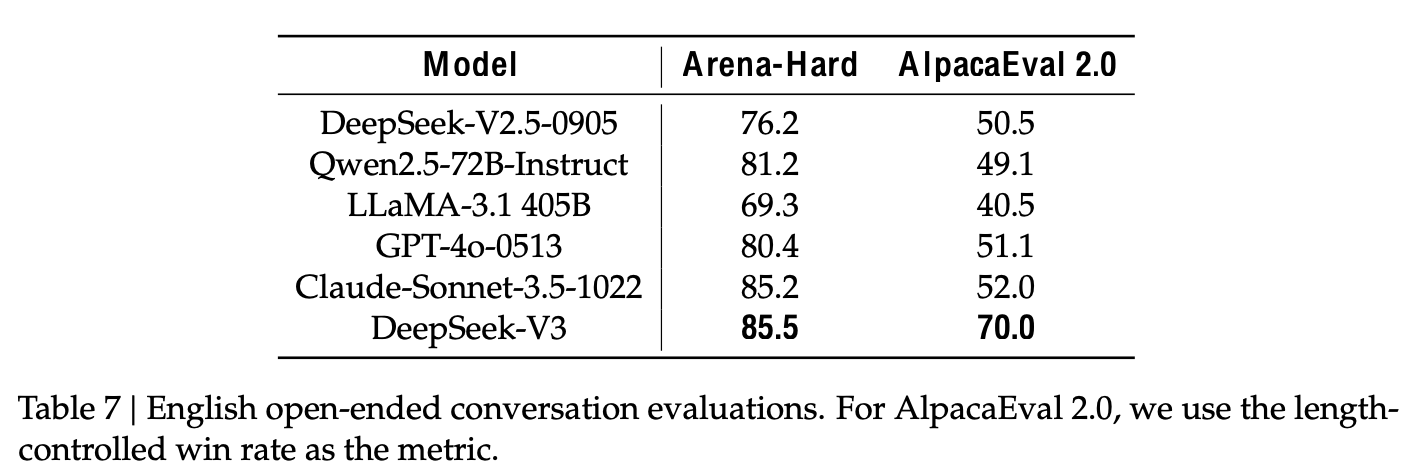 Model Arena-Hard AlpacaEval 2.0
DeepSeek-V2.5-0905 76.2 50.5
Qwen2.5-72B-Instruct 81.2 49.1
LLaMA-3.1 405B 69.3 40.5
GPT-4o-0513 80.4 51.1
Claude-Sonnet-3.5-1022 85.2 52.0
DeepSeek-V3 85.5 70.0
Table 7 | English open-ended conversation evaluations. For AlpacaEval 2.0, we use the length-
controlled win rate as the metric.